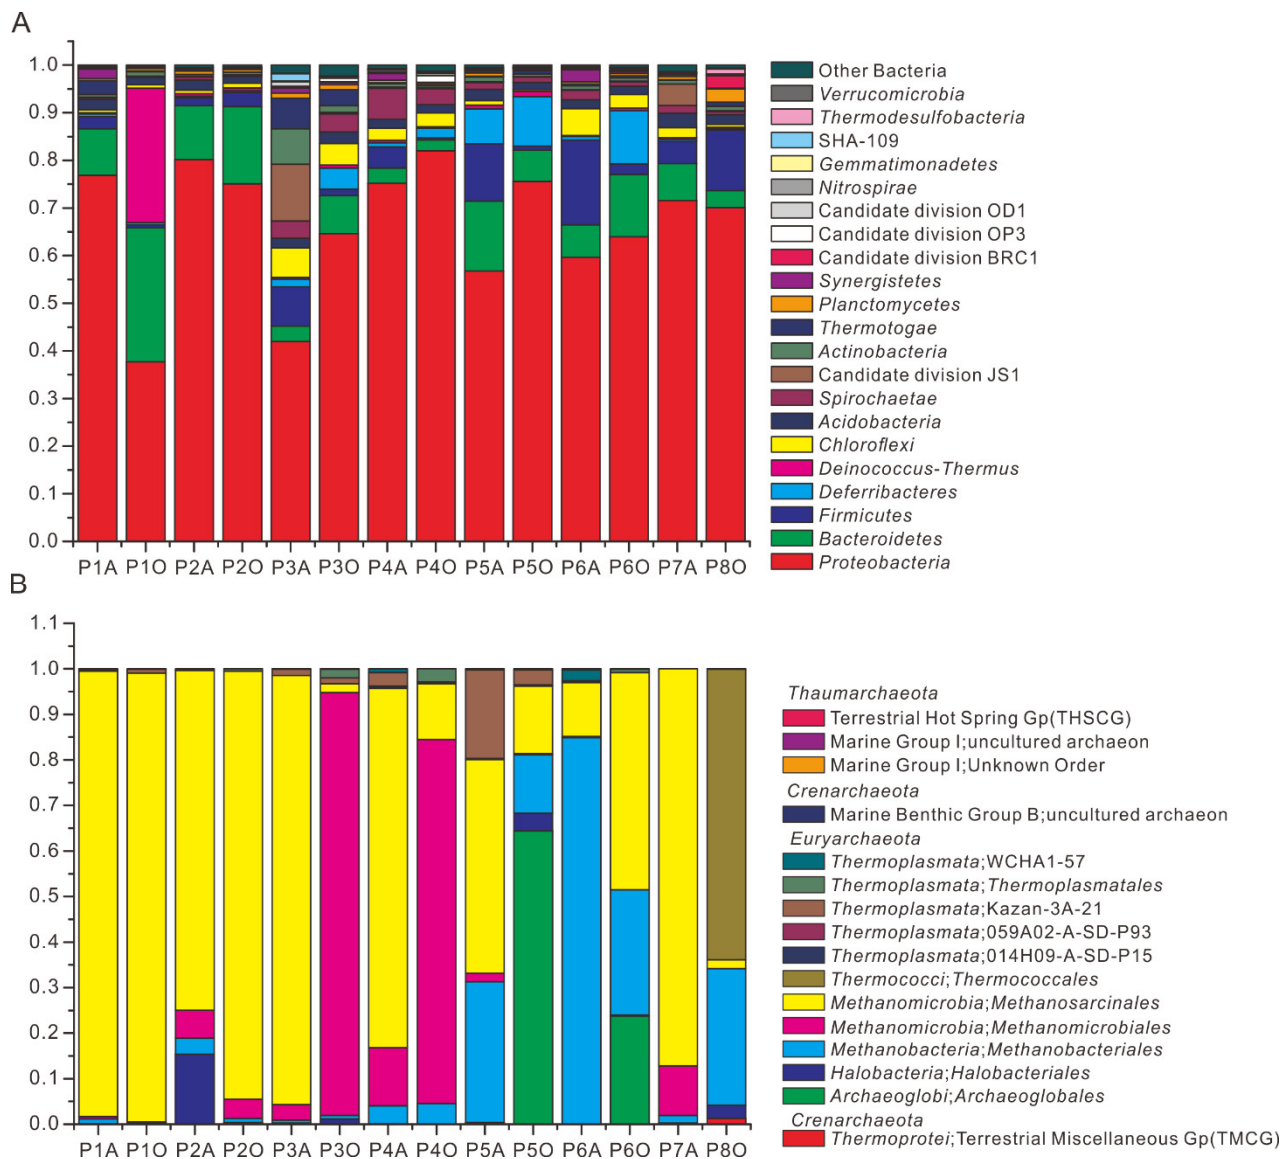 A
1.0
0.9
0.8
0.7
0.6
0.5
0.4
0.3
0.2
0.1
0.0
P1A P1O P2A P2O P3A P3O P4A P4O P5A P5O P6A P6O P7A P8O
Other Bacteria
Verrucomicrobia
Thermodesulfobacteria
SHA-109
Gemmatimonadetes
Nitrospirae
Candidate division OD1
Candidate division OP3
Candidate division BRC1
Synergistetes
Planctomycetes
Thermotogae
Actinobacteria
Candidate division JS1
Spirochaetae
Acidobacteria
Chloroflexi
Deinococcus-Thermus
Deferribacteres
Firmicutes
Bacteroidetes
Proteobacteria
B
1.1
1.0
0.9
0.8
0.7
0.6
0.5
0.4
0.3
0.2
0.1
0.0
P1A P1O P2A P2O P3A P3O P4A P4O P5A P5O P6A P6O P7A P8O
Thaumarchaeota
Terrestrial Hot Spring Gp(THSCG)
Marine Group I;uncultured archaeon
Marine Group I;Unknown Order
Crenarchaeota
Marine Benthic Group B;uncultured archaeon
Euryarchaeota
Thermoplasmata;WCHA1-57
Thermoplasmata;Thermoplasmatales
Thermoplasmata;Kazan-3A-21
Thermoplasmata;059A02-A-SD-P93
Thermoplasmata;014H09-A-SD-P15
Thermococci;Thermococcales
Methanomicrobia;Methanosarcinales
Methanomicrobia;Methanomicrobiales
Methanobacteria;Methanobacteriales
Halobacteria;Halobacteriales
Archaeoglobi;Archaeoglobales
Crenarchaeota
Thermoprotei;Terrestrial Miscellaneous Gp(TMCG)